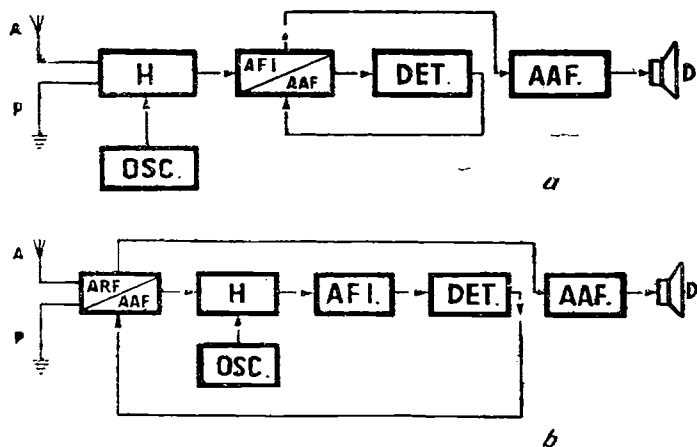 A
H
AFI.
AAF
DET.
AAF.
D
P
OSC.
a
A
ARF
AAF
H
AFI.
DET.
AAF.
D
P
OSC.
b